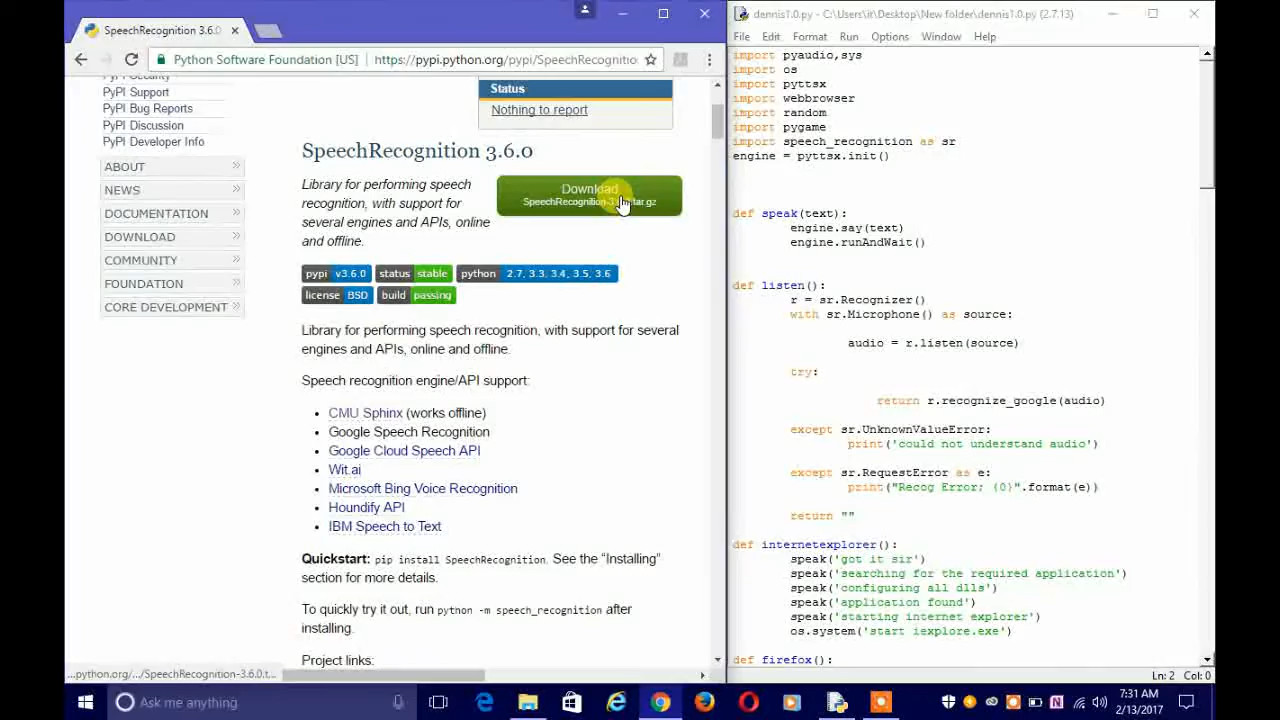 SpeechRecognition 3.6.0
Python Software Foundation [US]
https://pypi.python.org/pypi/SpeechRecognitio
PyPI Support
PyPI Bug Reports
PyPI Discussion
PyPI Developer Info
ABOUT
NEWS
DOCUMENTATION
DOWNLOAD
COMMUNITY
FOUNDATION
CORE DEVELOPMENT
Status
Nothing to report
SpeechRecognition 3.6.0
Library for performing speech
recognition, with support for
several engines and APIs, online
and offline.
Download
pypi v3.6.0 status stable python 2.7, 3.3, 3.4, 3.5, 3.6
license BSD build passing
Library for performing speech recognition, with support for several
engines and APIs, online and offline.
Speech recognition engine/API support:
• CMU Sphinx (works offline)
• Google Speech Recognition
• Google Cloud Speech API
• Wit.ai
• Microsoft Bing Voice Recognition
• Houndify API
• IBM Speech to Text
Quickstart: pip install SpeechRecognition. See the “Installing”
section for more details.
To quickly try it out, run python -m speech_recognition after
installing.
Project links:
...python.org/.../SpeechRecognition-3.6.0.t...
dennis1.0.py - C:\Users\it\Desktop\New folder\dennis1.0.py (2.7.13)
File Edit Format Run Options Window Help
import pyaudio,sys
import os
import pyttsx
import webbrowser
import random
import pygame
import speech_recognition as sr
engine = pyttsx.init()
def speak(text):
engine.say(text)
engine.runAndWait()
def listen():
r = sr.Recognizer()
with sr.Microphone() as source:
audio = r.listen(source)
try:
return r.recognize_google(audio)
except sr.UnknownValueError:
print('could not understand audio')
except sr.RequestError as e:
print("Recog Error; {0}".format(e))
return ""
def internetexplorer():
speak('got it sir')
speak('searching for the required application')
speak('configuring all dlls')
speak('application found')
speak('starting internet explorer')
os.system('start iexplore.exe')
def firefox():
Ln: 2 Col: 0
Ask me anything
7:31 AM
2/13/2017